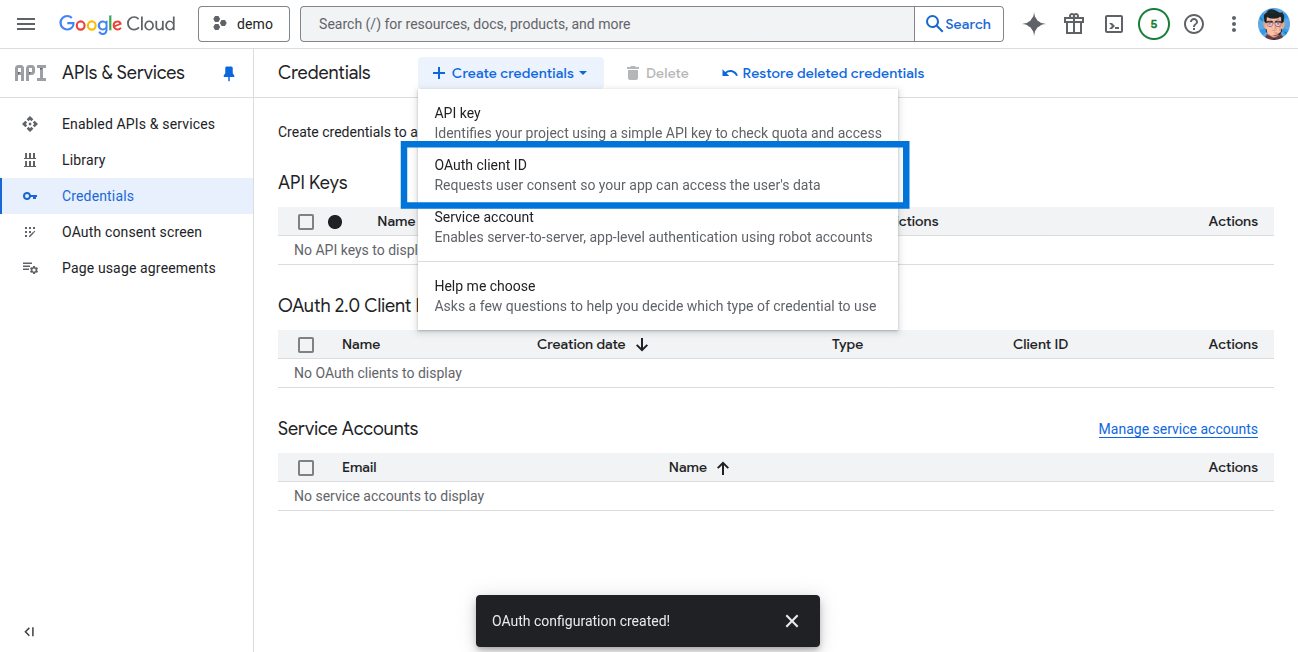 Google Cloud
demo
Search (/) for resources, docs, products, and more
Search
5
API
APIs & Services
Credentials
Create credentials
Delete
Restore deleted credentials
Enabled APIs & services
Library
Credentials
OAuth consent screen
Page usage agreements
API key
Identifies your project using a simple API key to check quota and access
OAuth client ID
Requests user consent so your app can access the user's data
Service account
Enables server-to-server, app-level authentication using robot accounts
Help me choose
Asks a few questions to help you decide which type of credential to use
Create credentials to a
API Keys
Name
ctions
Actions
No API keys to displ
OAuth 2.0 Client
Name
Creation date
Type
Client ID
Actions
No OAuth clients to display
Service Accounts
Manage service accounts
Email
Name
Actions
No service accounts to display
OAuth configuration created!